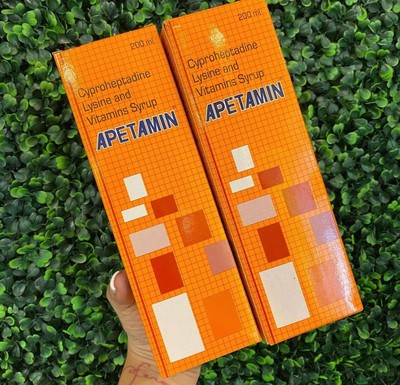 200 ml
Cyproheptadine
Lysine and
Vitamins Syrup
APETAMIN
200 ml
Cyproheptadine
Lysine and
Vitamins Syrup
APETAMIN